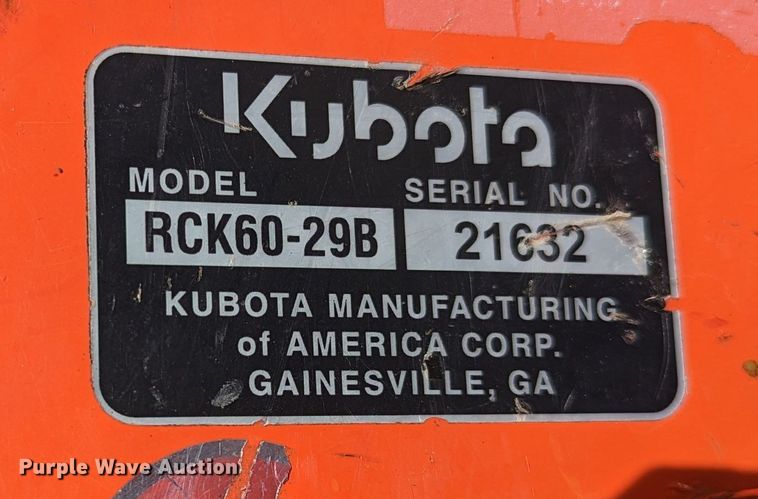 Kubota
MODEL SERIAL NO.
RCK60-29B 21632
KUBOTA MANUFACTURING
of AMERICA CORP.
GAINESVILLE, GA
Purple Wave Auction